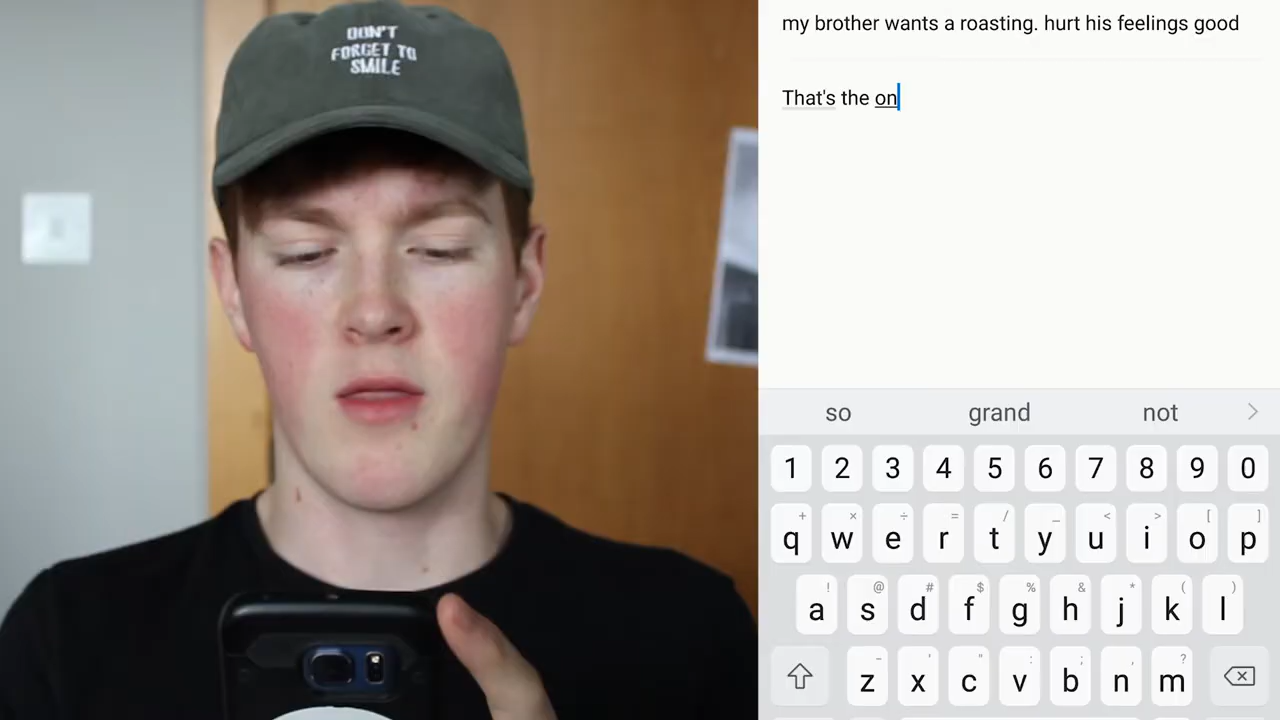 DON'T
FORGET TO
SMILE
my brother wants a roasting. hurt his feelings good
That's the on
so grand not
1 2 3 4 5 6 7 8 9 0
+ × ÷ = / _ < > [ ]
q w e r t y u i o p
! @ # $ % & * ( )
a s d f g h j k l
- ' " : ; , ?
z x c v b n m